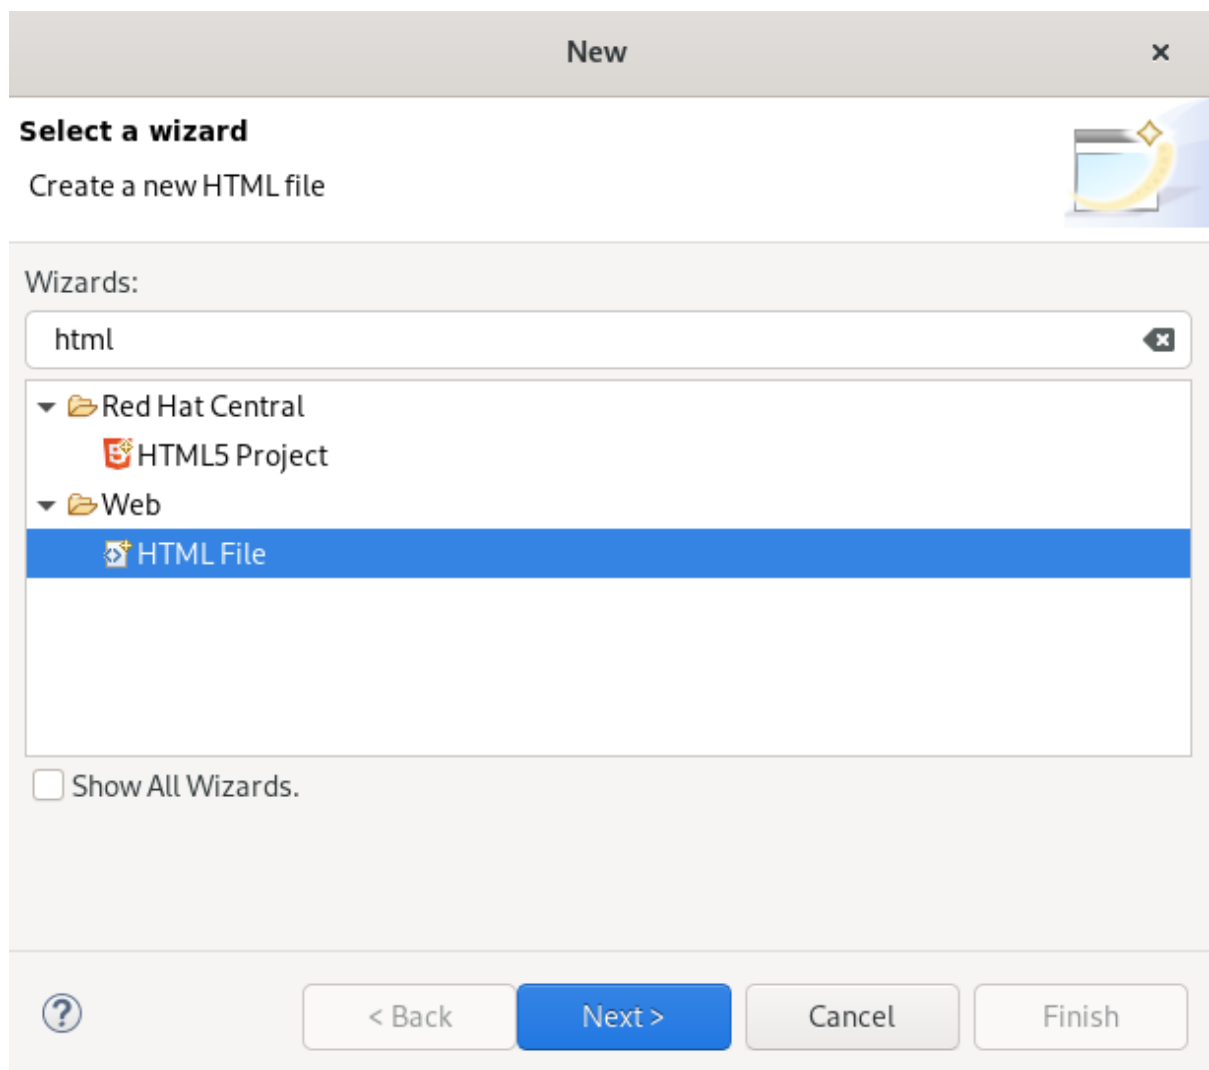 New
Select a wizard
Create a new HTML file
Wizards:
html
Red Hat Central
HTML5 Project
Web
HTML File
Show All Wizards.
< Back Next > Cancel Finish